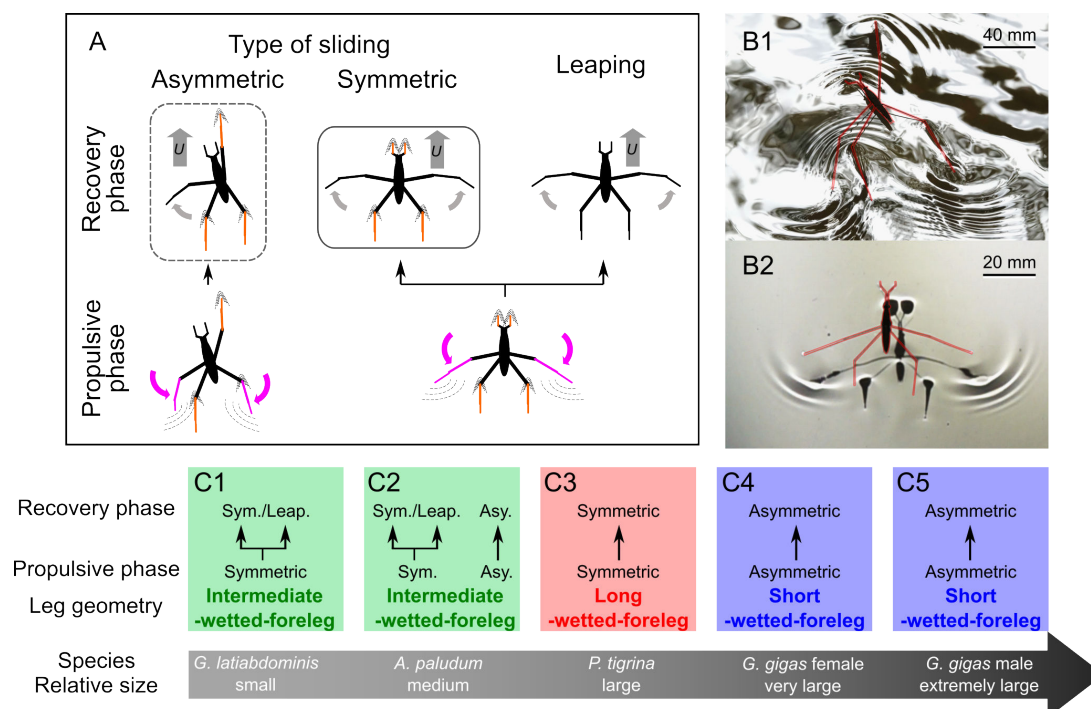 A
Type of sliding
Asymmetric
Symmetric
Leaping
Recovery
phase
U
U
U
Propulsive
phase
B1
40 mm
B2
20 mm
Recovery phase
Propulsive phase
Leg geometry
C1
Sym./Leap.
Symmetric
Intermediate
-wetted-foreleg
C2
Sym./Leap.
Asy.
Sym.
Asy.
Intermediate
-wetted-foreleg
C3
Symmetric
Symmetric
Long
-wetted-foreleg
C4
Asymmetric
Asymmetric
Short
-wetted-foreleg
C5
Asymmetric
Asymmetric
Short
-wetted-foreleg
Species
Relative size
G. latiabdominis
small
A. paludum
medium
P. tigrina
large
G. gigas female
very large
G. gigas male
extremely large